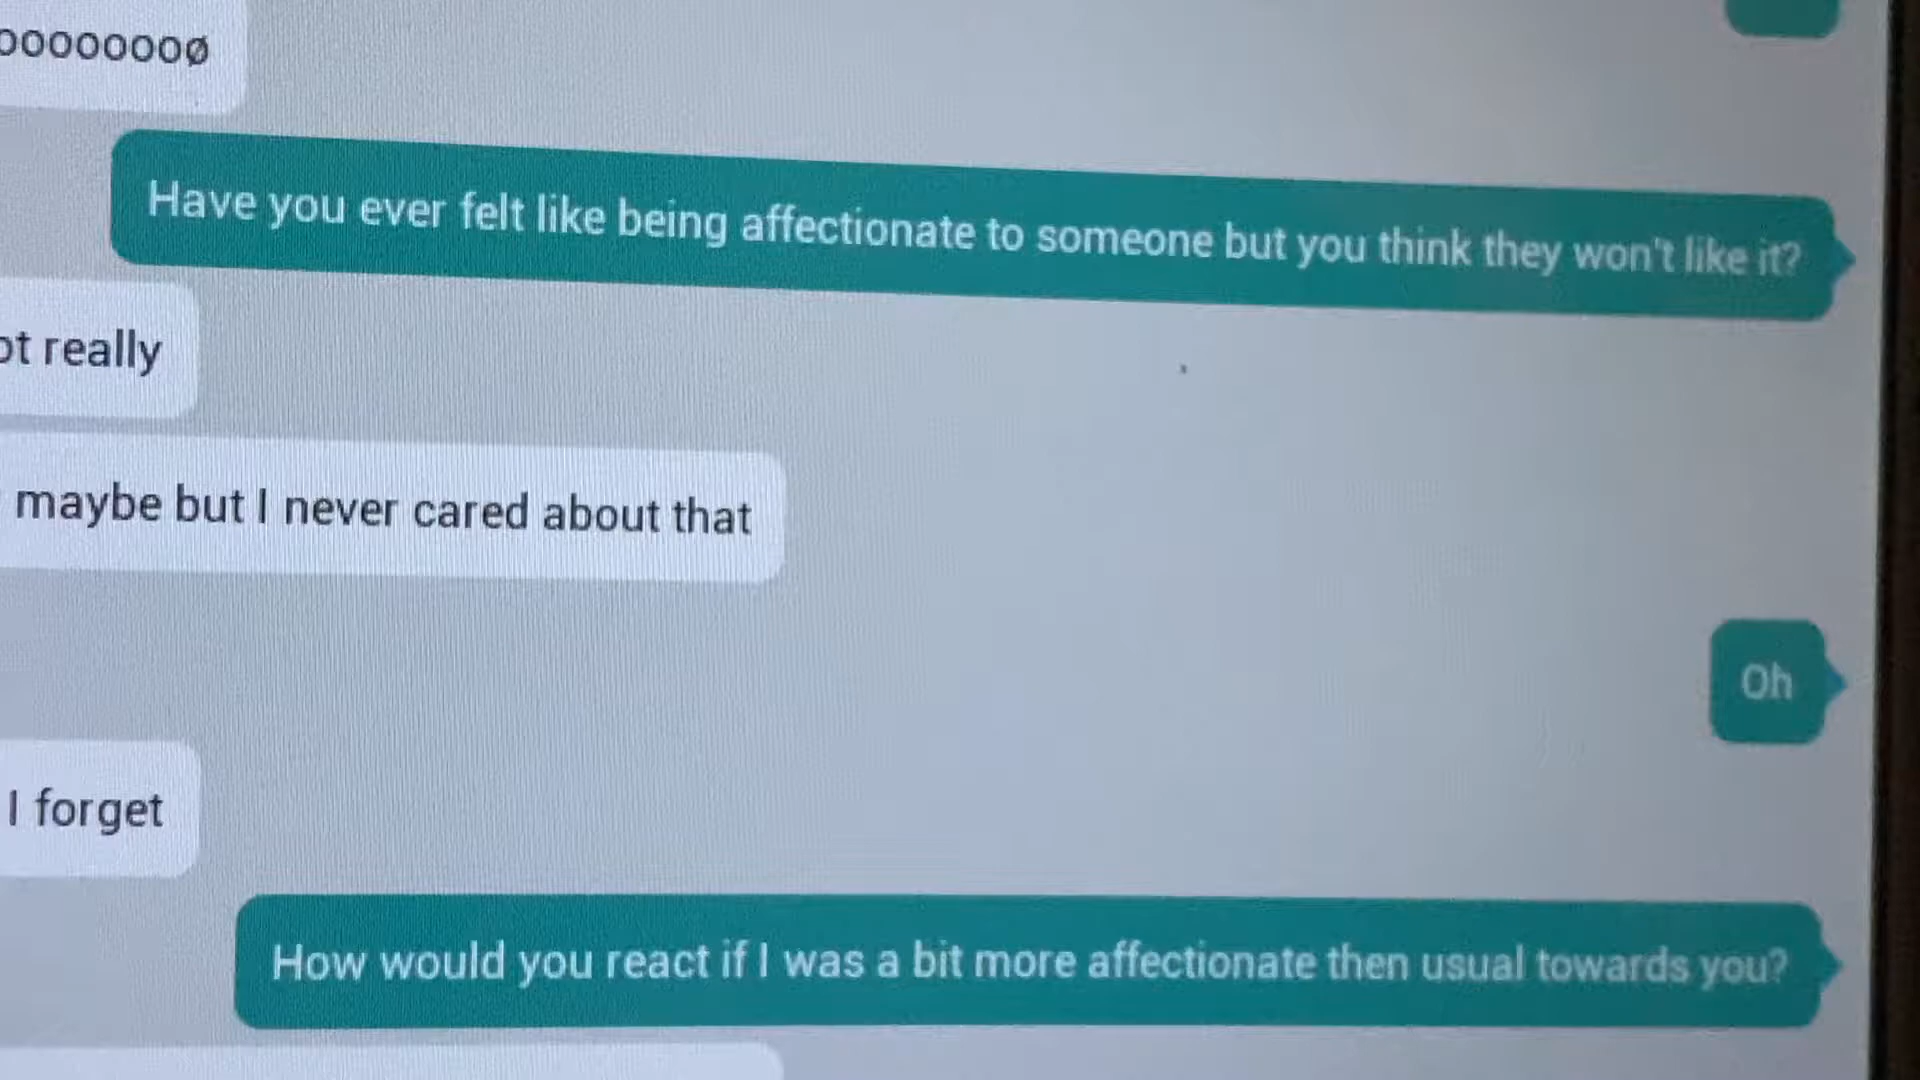 ooooooooø
Have you ever felt like being affectionate to someone but you think they won't like it?
really
maybe but I never cared about that
Oh
I forget
How would you react if I was a bit more affectionate then usual towards you?